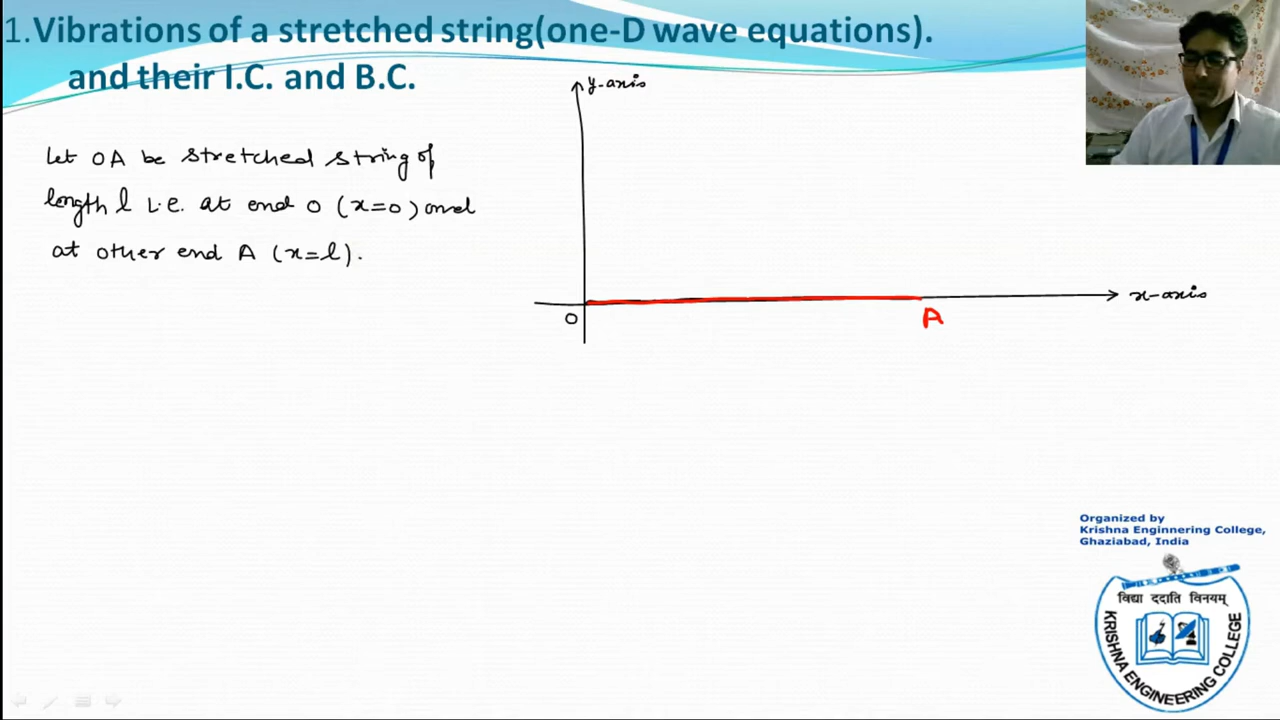 1.Vibrations of a stretched string(one-D wave equations).
and their I.C. and B.C.
y-axis
Let OA be stretched string of
length l i.e. at end O (x=0) and
at other end A (x=l).
x-axis
O
A
Organized by
Krishna Enginnering College,
Ghaziabad, India
विद्या ददाति विनयम्
KRISHNA ENGINEERING COLLEGE